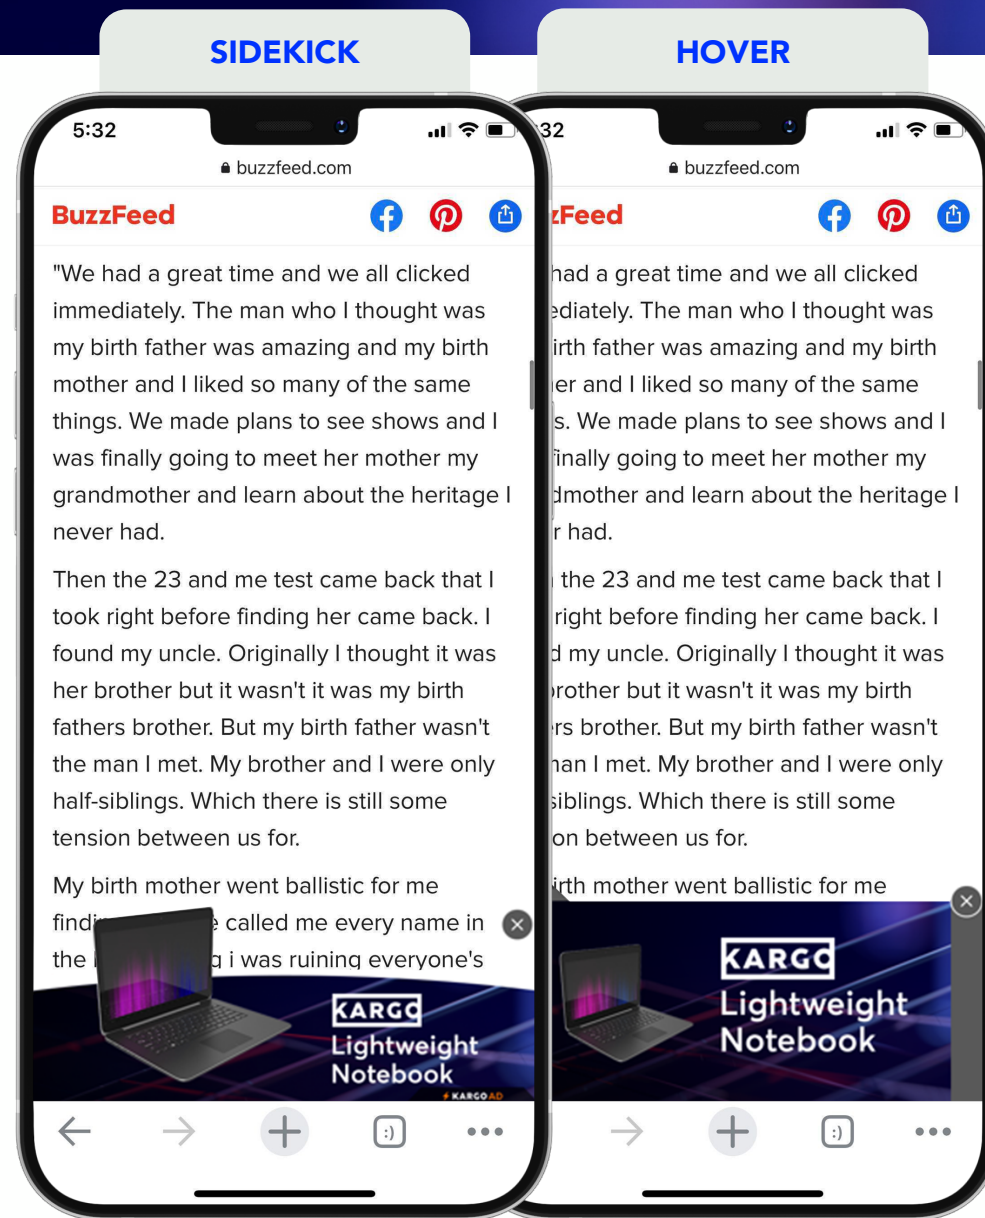 SIDEKICK
5:32
buzzfeed.com
BuzzFeed
"We had a great time and we all clicked
immediately. The man who I thought was
my birth father was amazing and my birth
mother and I liked so many of the same
things. We made plans to see shows and I
was finally going to meet her mother my
grandmother and learn about the heritage I
never had.
Then the 23 and me test came back that I
took right before finding her came back. I
found my uncle. Originally I thought it was
her brother but it wasn't it was my birth
fathers brother. But my birth father wasn't
the man I met. My brother and I were only
half-siblings. Which there is still some
tension between us for.
My birth mother went ballistic for me
called me every name in
the i was ruining everyone's
KARGO
Lightweight
Notebook
KARGO AD
:)
HOVER
32
buzzfeed.com
zFeed
had a great time and we all clicked
ediately. The man who I thought was
irth father was amazing and my birth
er and I liked so many of the same
s. We made plans to see shows and I
finally going to meet her mother my
dmother and learn about the heritage I
r had.
the 23 and me test came back that I
right before finding her came back. I
d my uncle. Originally I thought it was
brother but it wasn't it was my birth
rs brother. But my birth father wasn't
man I met. My brother and I were only
siblings. Which there is still some
on between us for.
irth mother went ballistic for me
KARGO
Lightweight
Notebook
:)